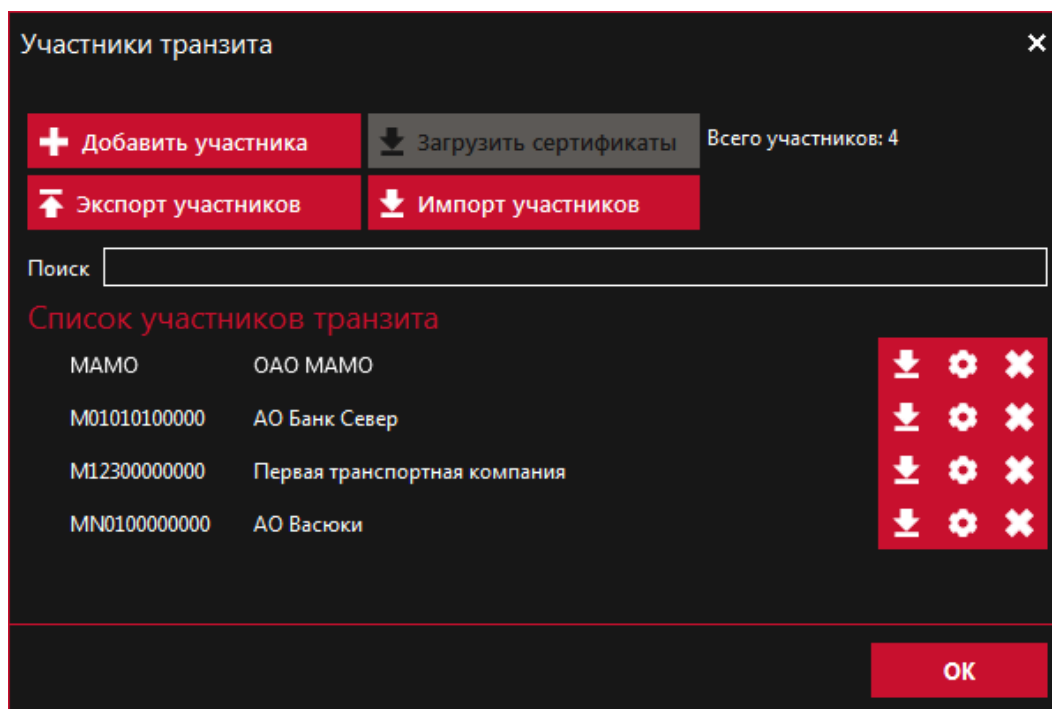 Участники транзита
Добавить участника
Загрузить сертификаты
Всего участников: 4
Экспорт участников
Импорт участников
Поиск
Список участников транзита
МАМО ОАО МАМО
M01010100000 АО Банк Север
M12300000000 Первая транспортная компания
MN0100000000 АО Васюки
ОК